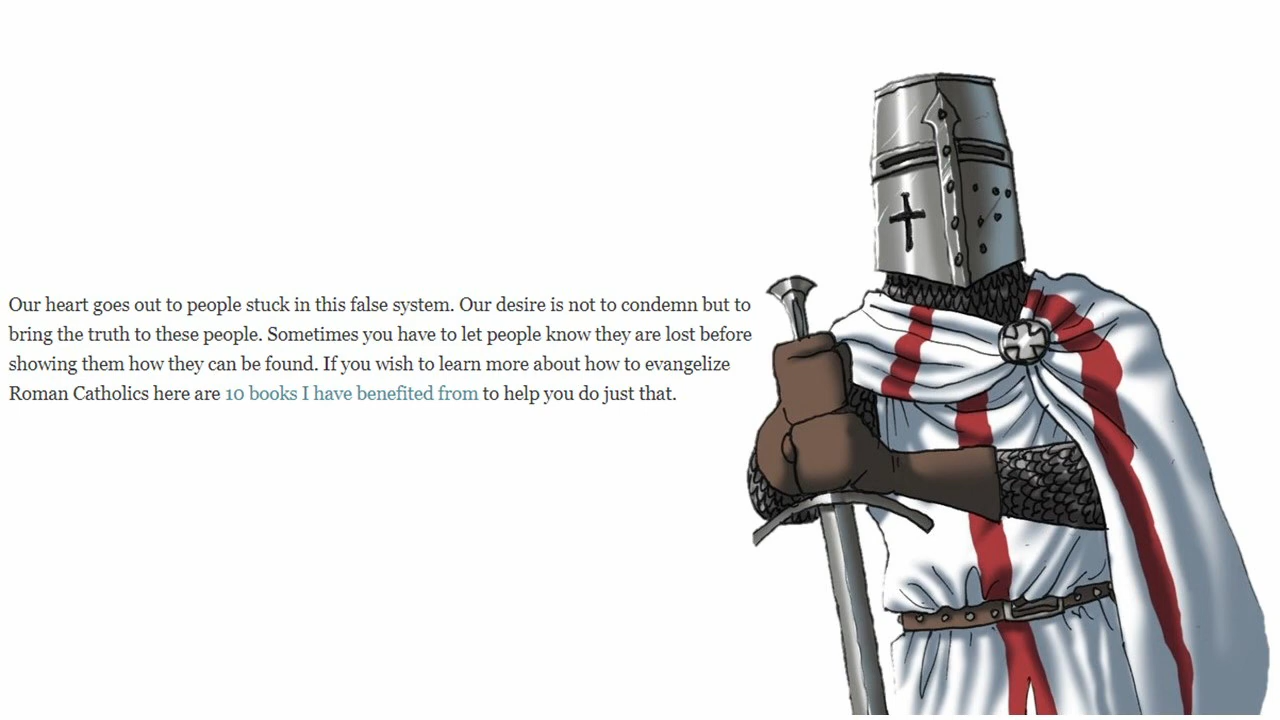 Our heart goes out to people stuck in this false system. Our desire is not to condemn but to
bring the truth to these people. Sometimes you have to let people know they are lost before
showing them how they can be found. If you wish to learn more about how to evangelize
Roman Catholics here are 10 books I have benefited from to help you do just that.